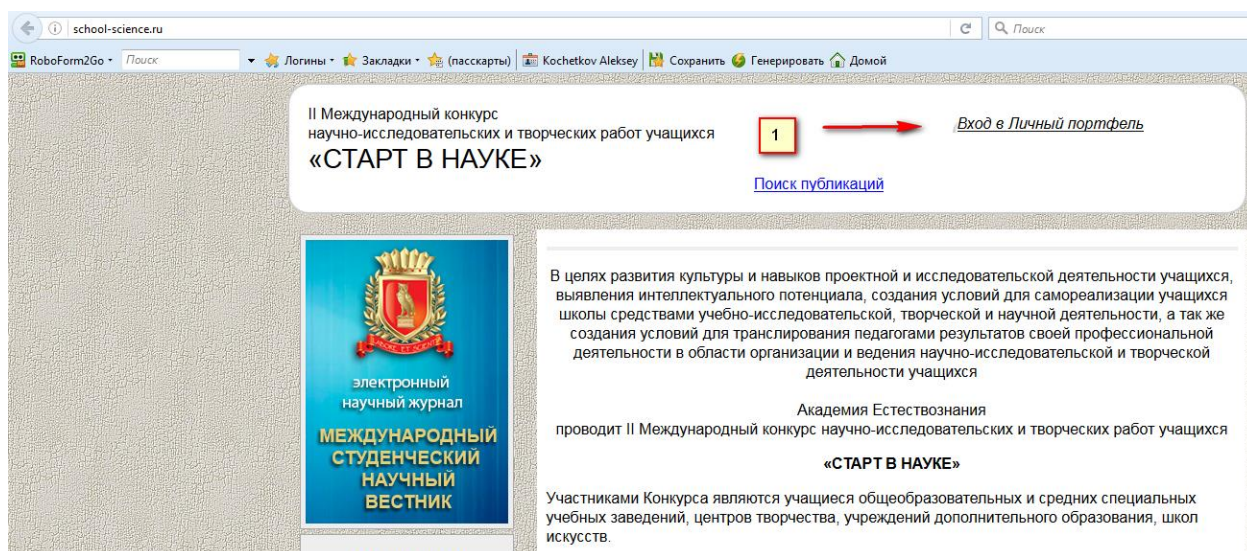 school-science.ru
Поиск
RoboForm2Go
Поиск
Логины
Закладки
(пасскарты)
Kochetkov Aleksey
Сохранить
Генерировать
Домой
II Международный конкурс
научно-исследовательских и творческих работ учащихся
«СТАРТ В НАУКЕ»
1
Вход в Личный портфель
Поиск публикаций
электронный
научный журнал
МЕЖДУНАРОДНЫЙ
СТУДЕНЧЕСКИЙ
НАУЧНЫЙ
ВЕСТНИК
В целях развития культуры и навыков проектной и исследовательской деятельности учащихся,
выявления интеллектуального потенциала, создания условий для самореализации учащихся
школы средствами учебно-исследовательской, творческой и научной деятельности, а так же
создания условий для транслирования педагогами результатов своей профессиональной
деятельности в области организации и ведения научно-исследовательской и творческой
деятельности учащихся
Академия Естествознания
проводит II Международный конкурс научно-исследовательских и творческих работ учащихся
«СТАРТ В НАУКЕ»
Участниками Конкурса являются учащиеся общеобразовательных и средних специальных
учебных заведений, центров творчества, учреждений дополнительного образования, школ
искусств.